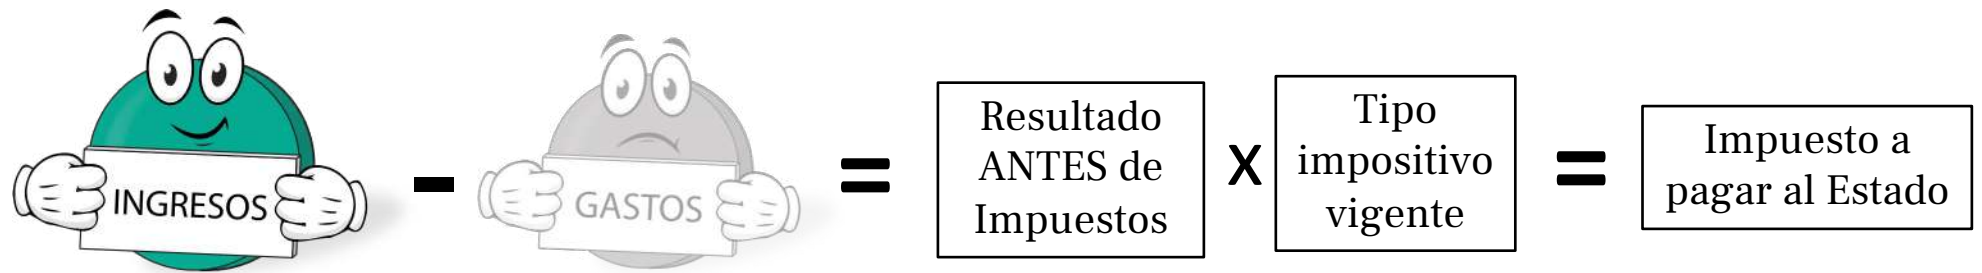 INGRESOS
-
GASTOS
=
Resultado
ANTES de
Impuestos
X
Tipo
impositivo
vigente
=
Impuesto a
pagar al Estado